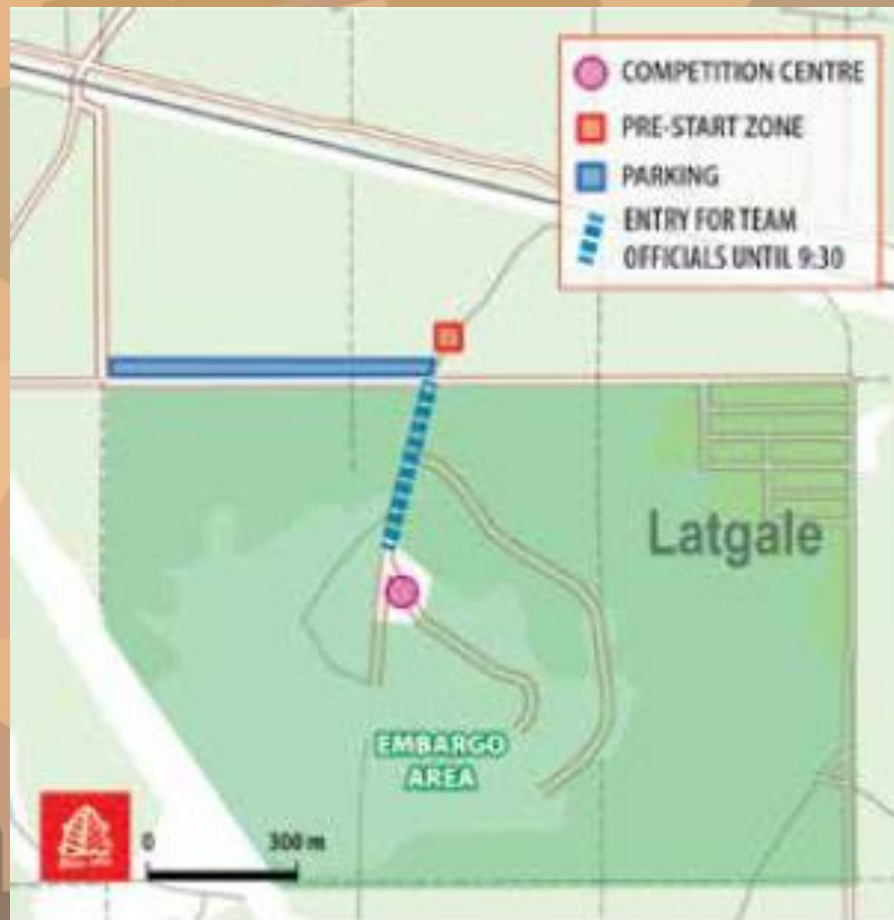 COMPETITION CENTRE
PRE-START ZONE
PARKING
ENTRY FOR TEAM
OFFICIALS UNTIL 9:30
Latgale
EMBARGO
AREA
0 300 m